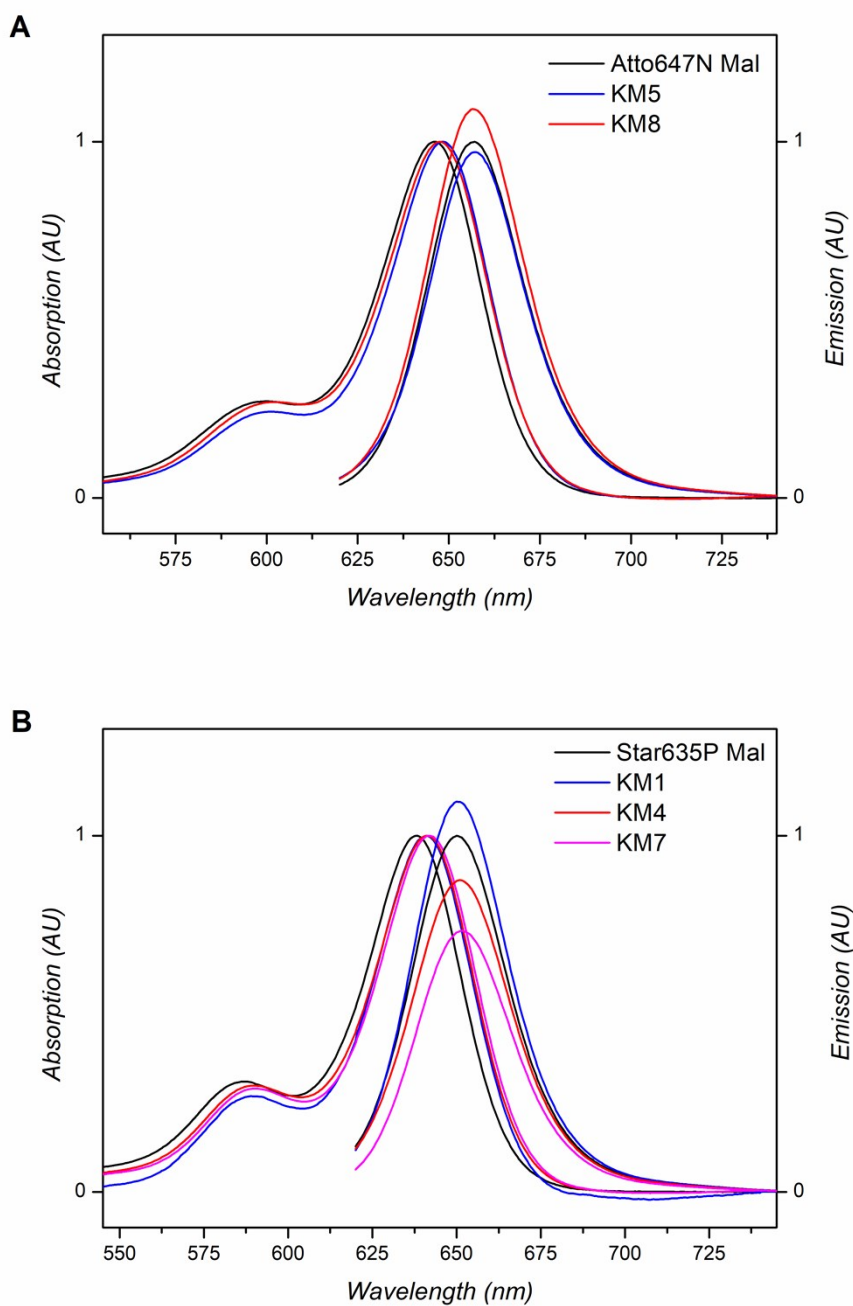 A
Atto647N Mal
KM5
KM8
1
1
Absorption (AU)
Emission (AU)
0
0
575 600 625 650 675 700 725
Wavelength (nm)
B
Star635P Mal
KM1
KM4
KM7
1
1
Absorption (AU)
Emission (AU)
0
0
550 575 600 625 650 675 700 725
Wavelength (nm)